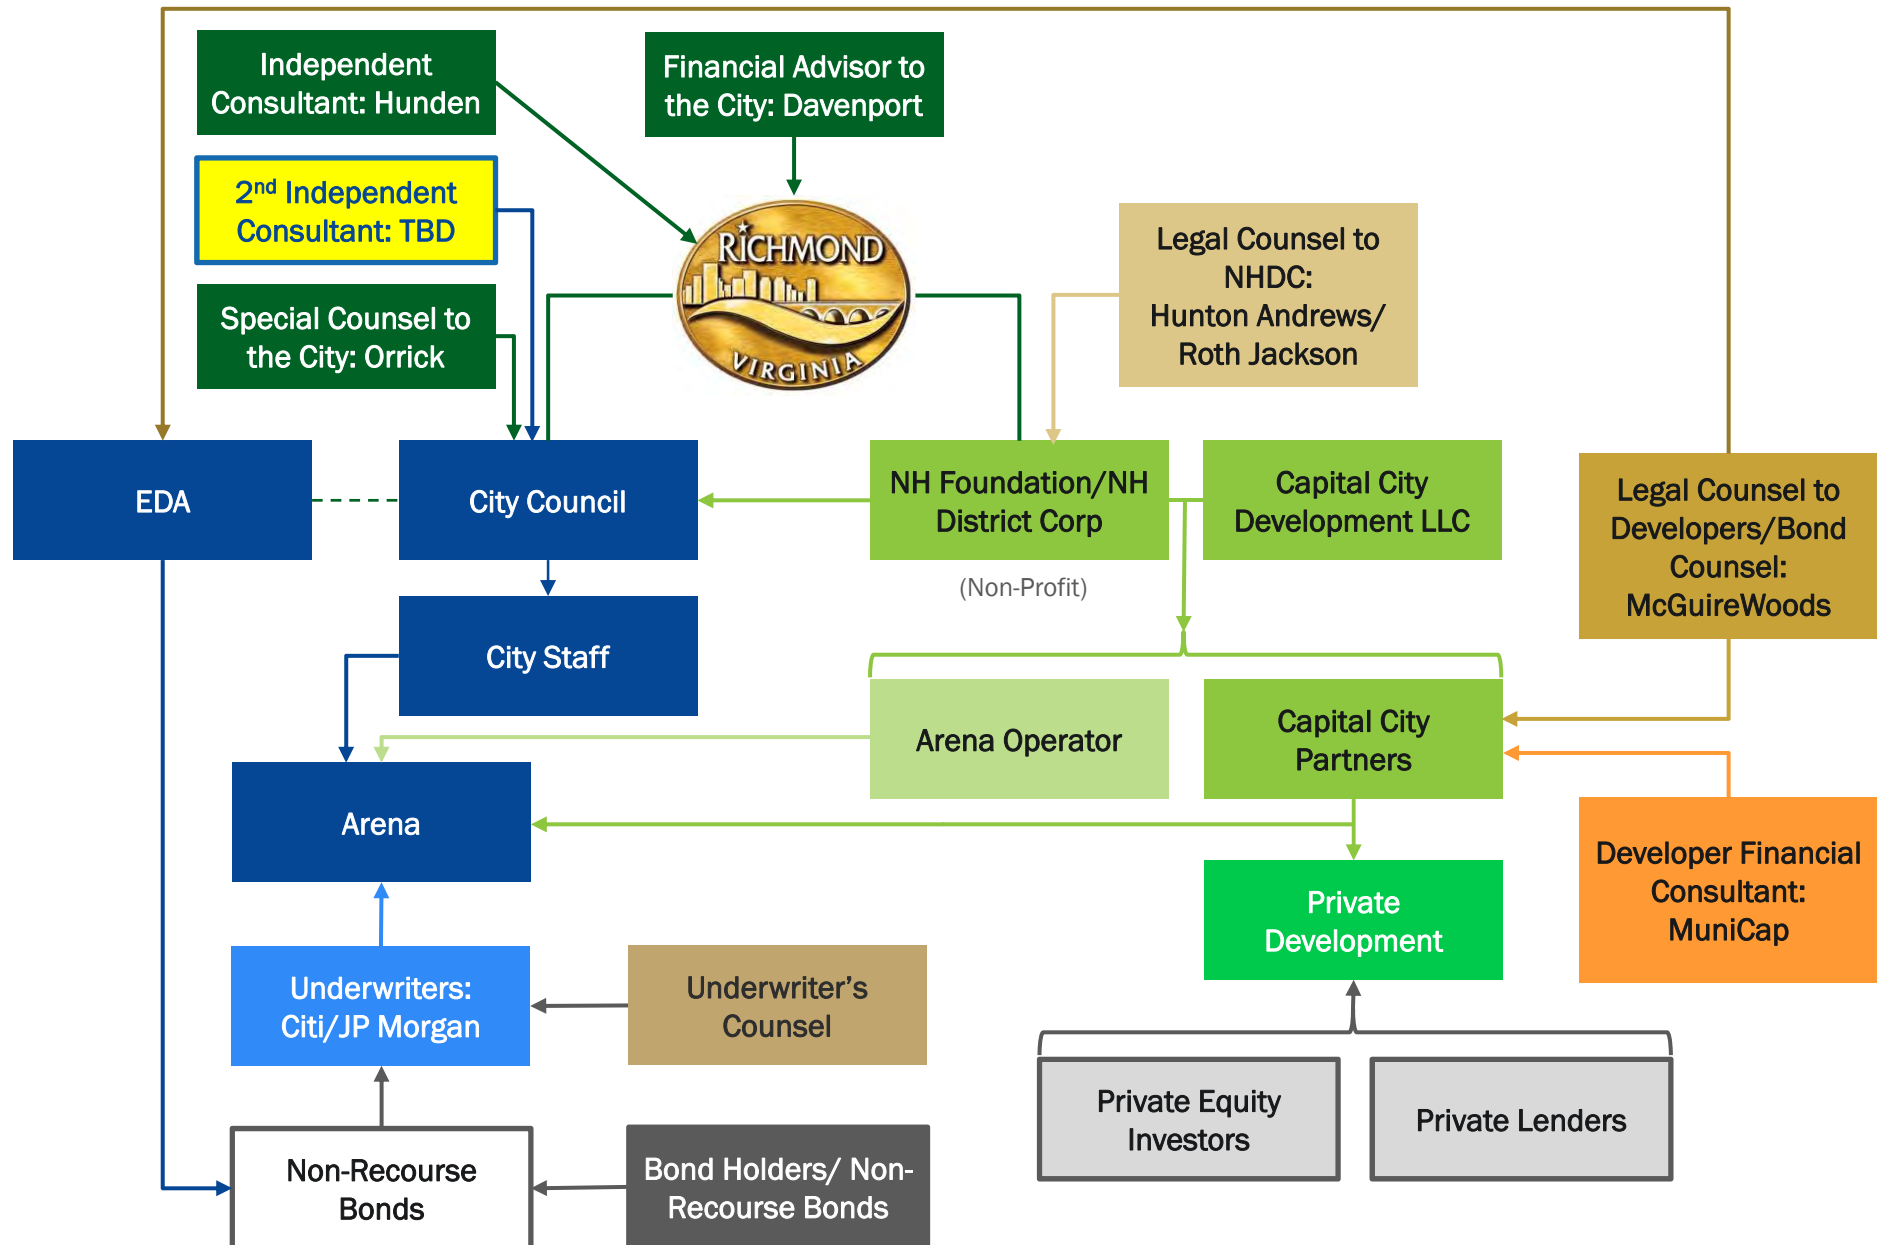 Independent
Consultant: Hunden
Financial Advisor to
the City: Davenport
2nd Independent
Consultant: TBD
RICHMOND
VIRGINIA
Legal Counsel to
NHDC:
Hunton Andrews/
Roth Jackson
Special Counsel to
the City: Orrick
EDA
City Council
NH Foundation/NH
District Corp
(Non-Profit)
Capital City
Development LLC
Legal Counsel to
Developers/Bond
Counsel:
McGuireWoods
City Staff
Arena Operator
Capital City
Partners
Arena
Developer Financial
Consultant:
MuniCap
Private
Development
Underwriters:
Citi/JP Morgan
Underwriter’s
Counsel
Private Equity
Investors
Private Lenders
Non-Recourse
Bonds
Bond Holders/ Non-
Recourse Bonds